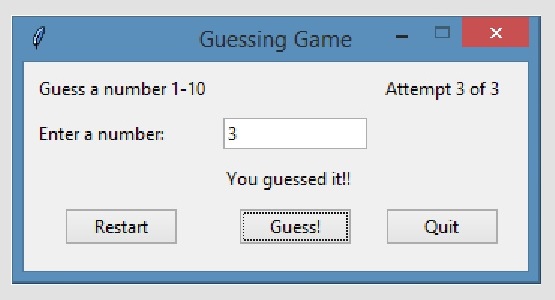 Guessing Game
Guess a number 1-10 Attempt 3 of 3
Enter a number: 3
You guessed it!!
Restart Guess! Quit